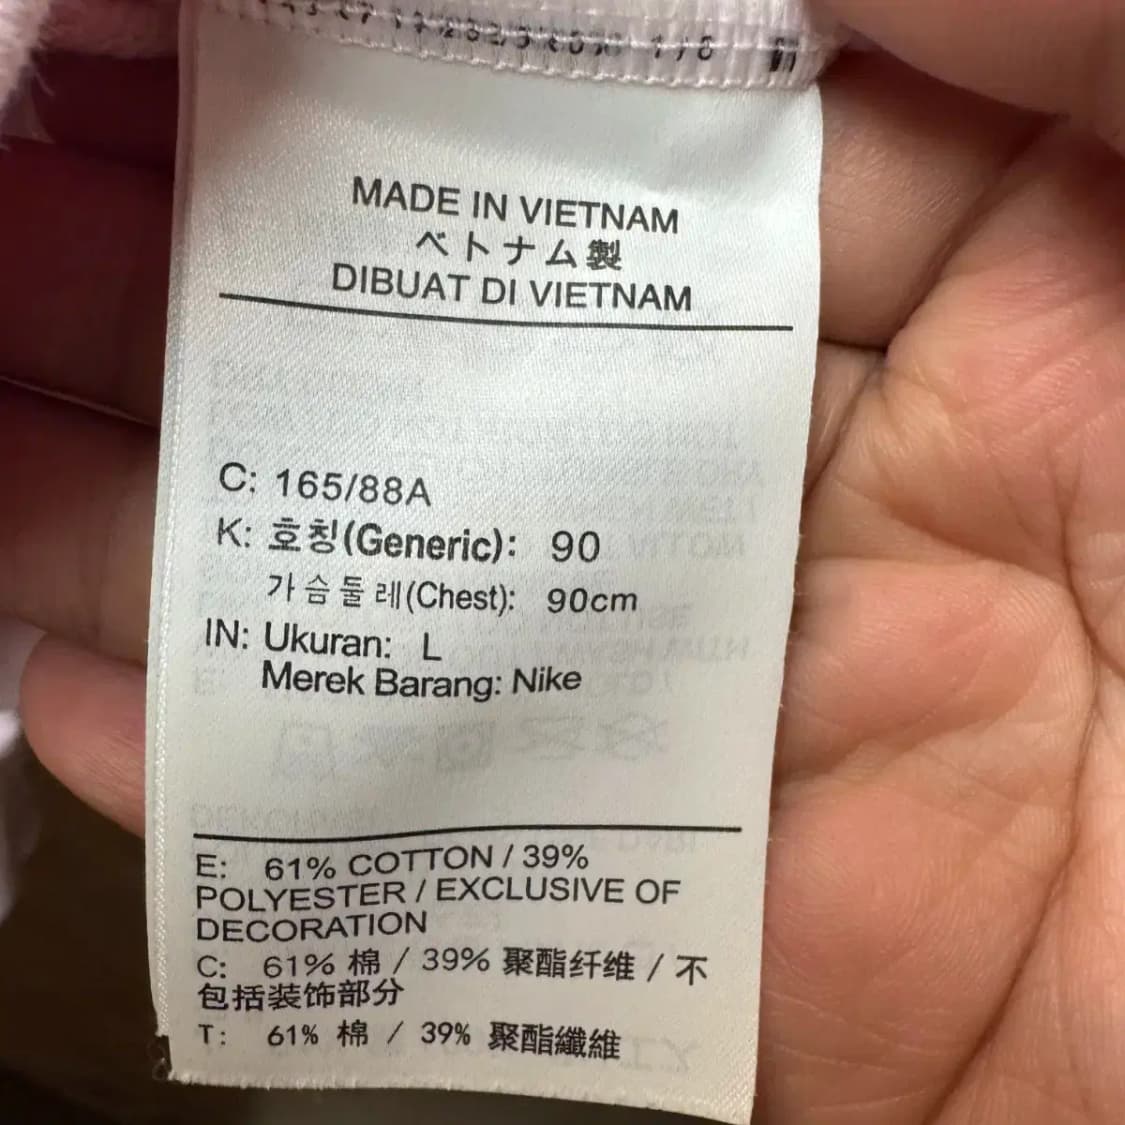 MADE IN VIETNAM
ベトナム製
DIBUAT DI VIETNAM
C: 165/88A
K: 호칭(Generic): 90
가슴둘레(Chest): 90cm
IN: Ukuran: L
Merek Barang: Nike
E: 61% COTTON / 39%
POLYESTER / EXCLUSIVE OF
DECORATION
C: 61% 棉 / 39% 聚酯纤维 / 不
包括装饰部分
T: 61% 棉 / 39% 聚酯纖維